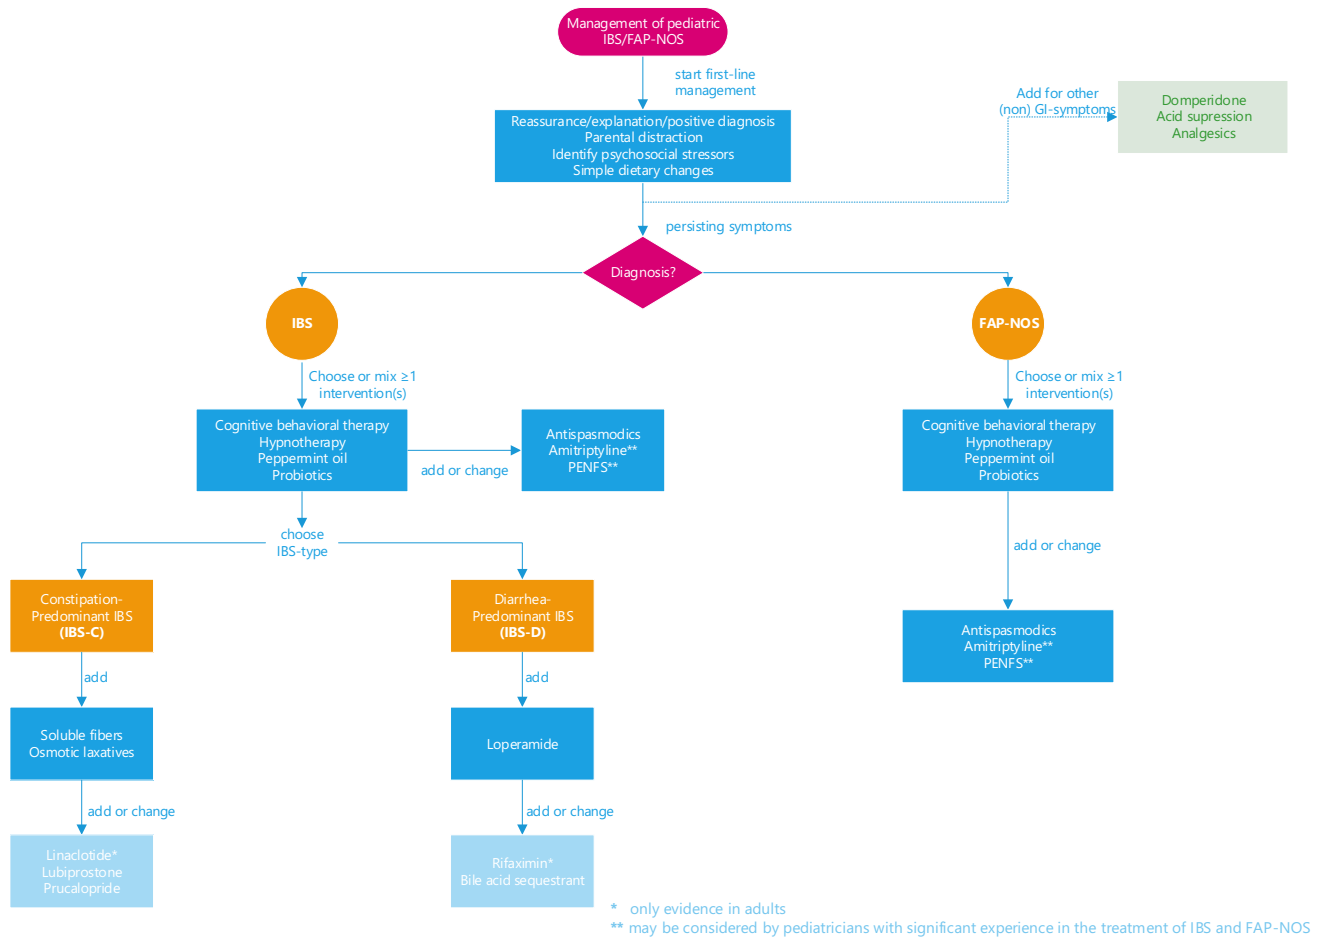 Management of pediatric
IBS/FAP-NOS
start first-line
management
Reassurance/explanation/positive diagnosis
Parental distraction
Identify psychosocial stressors
Simple dietary changes
Add for other
(non) GI-symptoms
Domperidone
Acid supression
Analgesics
persisting symptoms
Diagnosis?
IBS
FAP-NOS
Choose or mix ≥1
intervention(s)
Choose or mix ≥1
intervention(s)
Cognitive behavioral therapy
Hypnotherapy
Peppermint oil
Probiotics
add or change
Antispasmodics
Amitriptyline**
PENFS**
Cognitive behavioral therapy
Hypnotherapy
Peppermint oil
Probiotics
choose
IBS-type
add or change
Constipation-
Predominant IBS
(IBS-C)
Diarrhea-
Predominant IBS
(IBS-D)
Antispasmodics
Amitriptyline**
PENFS**
add
add
Soluble fibers
Osmotic laxatives
Loperamide
add or change
add or change
Linaclotide*
Lubiprostone
Prucalopride
Rifaximin*
Bile acid sequestrant
* only evidence in adults
** may be considered by pediatricians with significant experience in the treatment of IBS and FAP-NOS